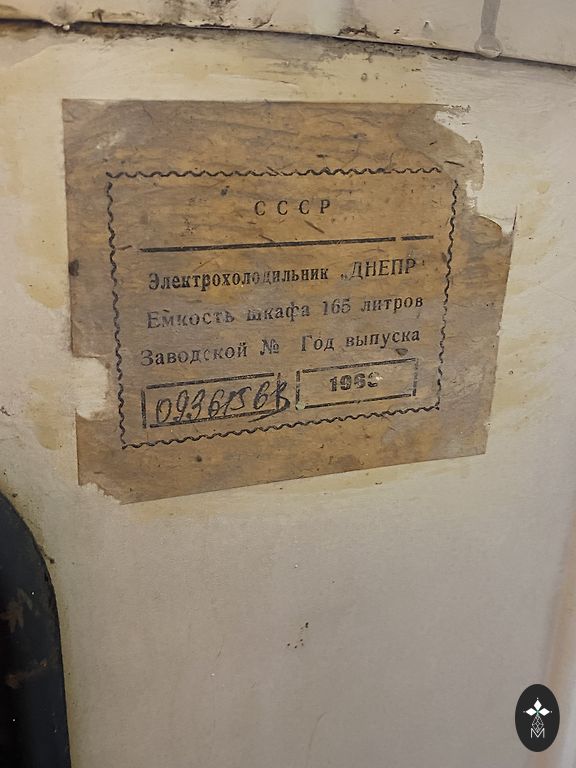 СССР
Электрохолодильник „ДНЕПР"
Емкость шкафа 165 литров
Заводской № Год выпуска